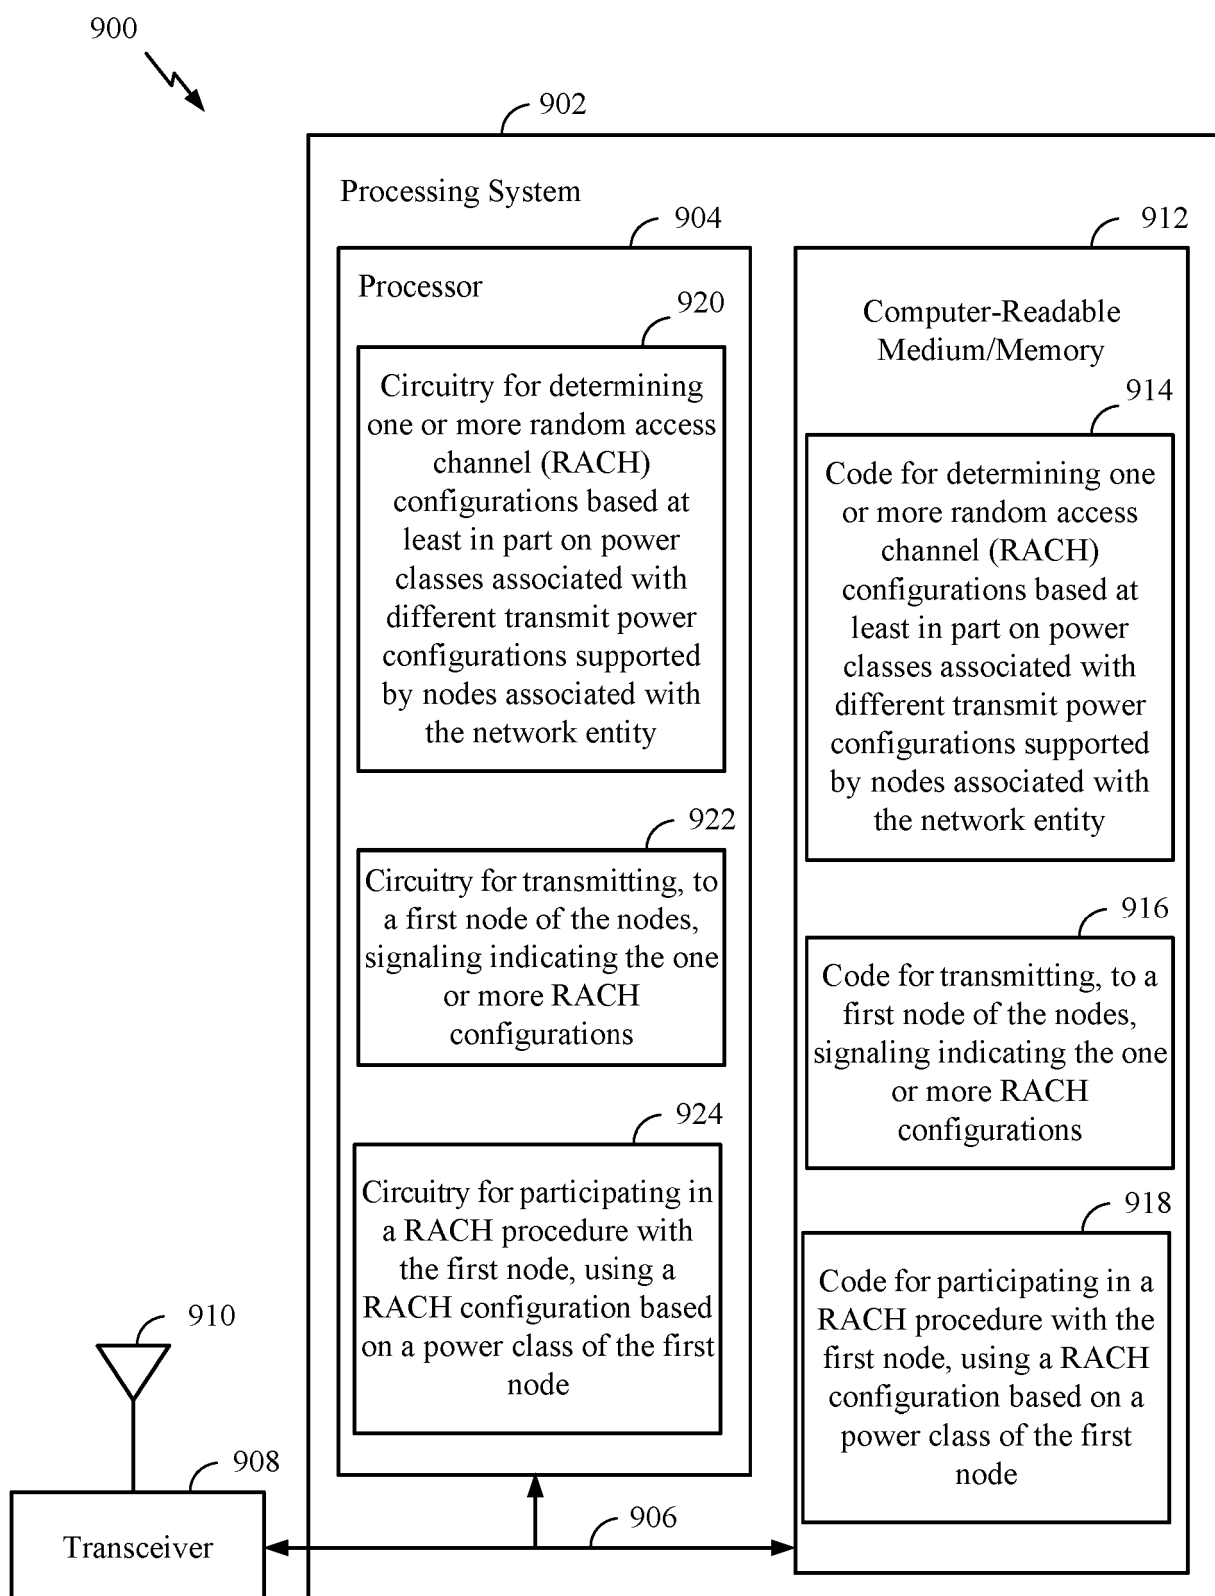 900
902
Processing System
904
Processor
920
Circuitry for determining
one or more random access
channel (RACH)
configurations based at
least in part on power
classes associated with
different transmit power
configurations supported
by nodes associated with
the network entity
922
Circuitry for transmitting, to
a first node of the nodes,
signaling indicating the one
or more RACH
configurations
924
Circuitry for participating in
a RACH procedure with
the first node, using a
RACH configuration based
on a power class of the first
node
912
Computer-Readable
Medium/Memory
914
Code for determining one
or more random access
channel (RACH)
configurations based at
least in part on power
classes associated with
different transmit power
configurations supported
by nodes associated with
the network entity
916
Code for transmitting, to a
first node of the nodes,
signaling indicating the one
or more RACH
configurations
918
Code for participating in a
RACH procedure with the
first node, using a RACH
configuration based on a
power class of the first
node
910
908
Transceiver
906